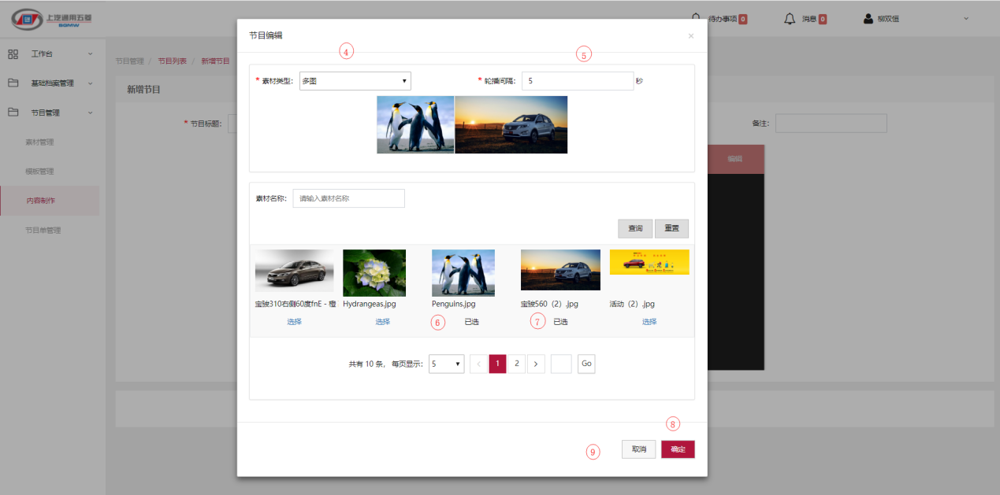 上汽通用五菱
SGMW
待办事项 0
消息 0
柳双恒
工作台
基础档案管理
节目管理
素材管理
模板管理
内容制作
节目单管理
节目管理 / 节目列表 / 新增节目
新增节目
* 节目标题:
备注:
编辑
节目编辑
×
④
⑤
* 素材类型: 多图
* 轮播间隔: 5 秒
素材名称: 请输入素材名称
查询 重置
宝骏310右侧60度fnE - 橙 Hydrangeas.jpg Penguins.jpg 宝骏560（2）.jpg 活动（2）.jpg
选择 选择 ⑥ 已选 ⑦ 已选 选择
共有 10 条, 每页显示: 5 < 1 2 > Go
⑧
⑨ 取消 确定